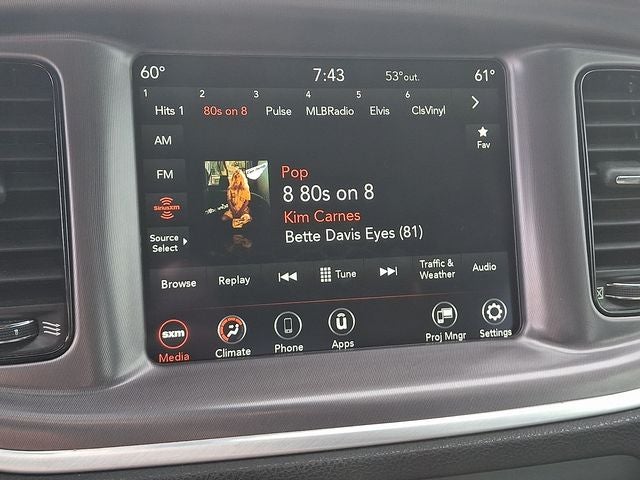 60° 7:43 53°out. 61°
1 2 3 4 5 6
Hits 1 80s on 8 Pulse MLBRadio Elvis ClsVinyl
AM
FM
SiriusXM
Source
Select
Fav
Pop
8 80s on 8
Kim Carnes
Bette Davis Eyes (81)
Browse Replay Tune Traffic &
Weather Audio
sxm
Media Climate Phone Apps Proj Mngr Settings